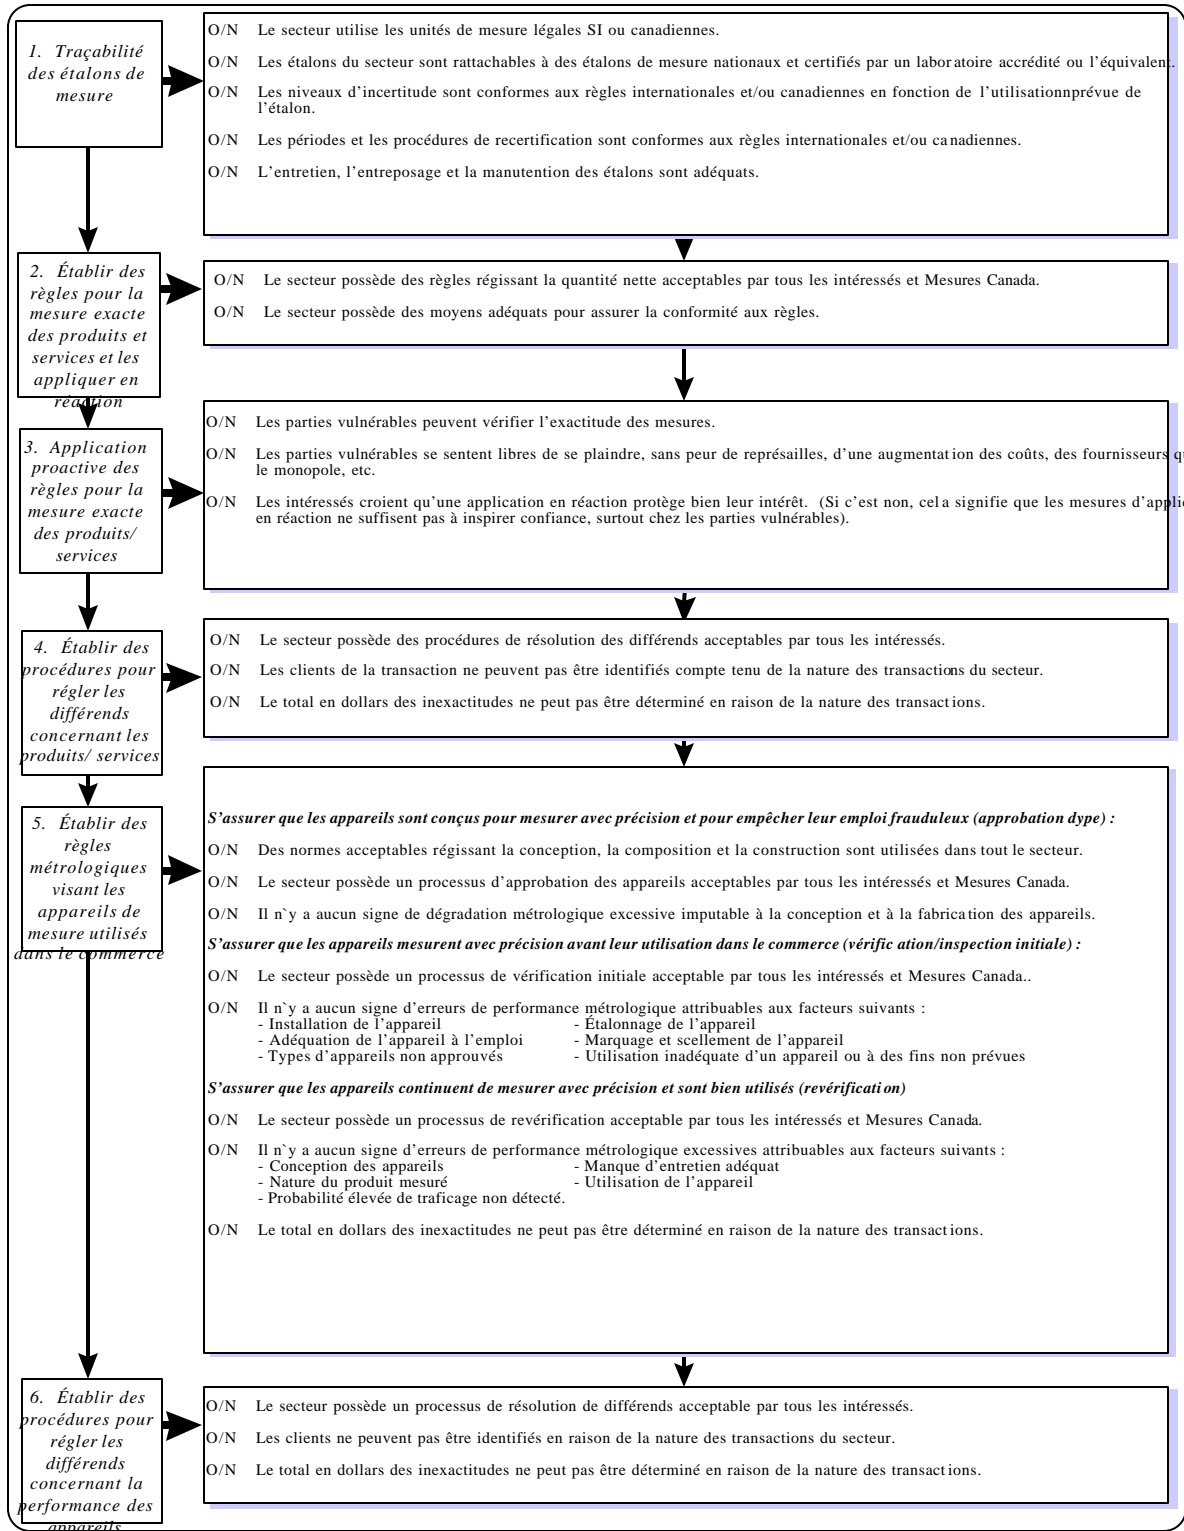 1. Traçabilité
des étalons de
mesure
O/N Le secteur utilise les unités de mesure légales SI ou canadiennes.
O/N Les étalons du secteur sont rattachables à des étalons de mesure nationaux et certifiés par un laboratoire accrédité ou l'équivalent.
O/N Les niveaux d'incertitude sont conformes aux règles internationales et/ou canadiennes en fonction de l'utilisationnprévue de
l'étalon.
O/N Les périodes et les procédures de recertification sont conformes aux règles internationales et/ou canadiennes.
O/N L'entretien, l'entreposage et la manutention des étalons sont adéquats.
2. Établir des
règles pour la
mesure exacte
des produits et
services et les
appliquer en
réaction
O/N Le secteur possède des règles régissant la quantité nette acceptables par tous les intéressés et Mesures Canada.
O/N Le secteur possède des moyens adéquats pour assurer la conformité aux règles.
3. Application
proactive des
règles pour la
mesure exacte
des produits/
services
O/N Les parties vulnérables peuvent vérifier l'exactitude des mesures.
O/N Les parties vulnérables se sentent libres de se plaindre, sans peur de représailles, d'une augmentation des coûts, des fournisseurs qu
le monopole, etc.
O/N Les intéressés croient qu'une application en réaction protège bien leur intérêt. (Si c'est non, cela signifie que les mesures d'applic
en réaction ne suffisent pas à inspirer confiance, surtout chez les parties vulnérables).
4. Établir des
procédures pour
régler les
différends
concernant les
produits/ services
O/N Le secteur possède des procédures de résolution des différends acceptables par tous les intéressés.
O/N Les clients de la transaction ne peuvent pas être identifiés compte tenu de la nature des transactions du secteur.
O/N Le total en dollars des inexactitudes ne peut pas être déterminé en raison de la nature des transactions.
5. Établir des
règles
métrologiques
visant les
appareils de
mesure utilisés
dans le commerce
S'assurer que les appareils sont conçus pour mesurer avec précision et pour empêcher leur emploi frauduleux (approbation dype) :
O/N Des normes acceptables régissant la conception, la composition et la construction sont utilisées dans tout le secteur.
O/N Le secteur possède un processus d'approbation des appareils acceptables par tous les intéressés et Mesures Canada.
O/N Il n`y a aucun signe de dégradation métrologique excessive imputable à la conception et à la fabrication des appareils.
S'assurer que les appareils mesurent avec précision avant leur utilisation dans le commerce (vérification/inspection initiale) :
O/N Le secteur possède un processus de vérification initiale acceptable par tous les intéressés et Mesures Canada..
O/N Il n`y a aucun signe d'erreurs de performance métrologique attribuables aux facteurs suivants :
- Installation de l'appareil - Étalonnage de l'appareil
- Adéquation de l'appareil à l'emploi - Marquage et scellement de l'appareil
- Types d'appareils non approuvés - Utilisation inadéquate d'un appareil ou à des fins non prévues
S'assurer que les appareils continuent de mesurer avec précision et sont bien utilisés (revérification)
O/N Le secteur possède un processus de revérification acceptable par tous les intéressés et Mesures Canada.
O/N Il n`y a aucun signe d'erreurs de performance métrologique excessives attribuables aux facteurs suivants :
- Conception des appareils - Manque d'entretien adéquat
- Nature du produit mesuré - Utilisation de l'appareil
- Probabilité élevée de traficage non détecté.
O/N Le total en dollars des inexactitudes ne peut pas être déterminé en raison de la nature des transactions.
6. Établir des
procédures pour
régler les
différends
concernant la
performance des
appareils
O/N Le secteur possède un processus de résolution de différends acceptable par tous les intéressés.
O/N Les clients ne peuvent pas être identifiés en raison de la nature des transactions du secteur.
O/N Le total en dollars des inexactitudes ne peut pas être déterminé en raison de la nature des transactions.